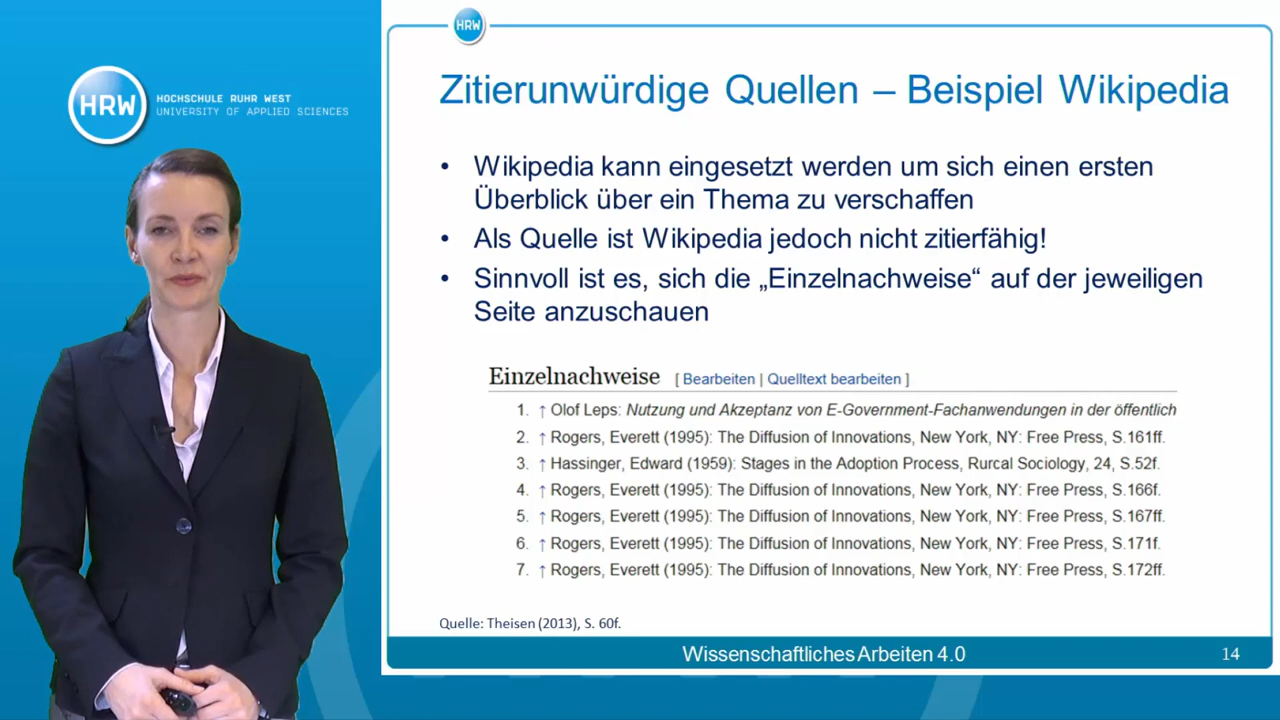 HRW
HOCHSCHULE RUHR WEST
UNIVERSITY OF APPLIED SCIENCES
HRW
Zitierunwürdige Quellen – Beispiel Wikipedia
• Wikipedia kann eingesetzt werden um sich einen ersten
Überblick über ein Thema zu verschaffen
• Als Quelle ist Wikipedia jedoch nicht zitierfähig!
• Sinnvoll ist es, sich die „Einzelnachweise“ auf der jeweiligen
Seite anzuschauen
Einzelnachweise [ Bearbeiten | Quelltext bearbeiten ]
1. ↑ Olof Leps: Nutzung und Akzeptanz von E-Government-Fachanwendungen in der öffentlich
2. ↑ Rogers, Everett (1995): The Diffusion of Innovations, New York, NY: Free Press, S.161ff.
3. ↑ Hassinger, Edward (1959): Stages in the Adoption Process, Rurcal Sociology, 24, S.52f.
4. ↑ Rogers, Everett (1995): The Diffusion of Innovations, New York, NY: Free Press, S.166f.
5. ↑ Rogers, Everett (1995): The Diffusion of Innovations, New York, NY: Free Press, S.167ff.
6. ↑ Rogers, Everett (1995): The Diffusion of Innovations, New York, NY: Free Press, S.171f.
7. ↑ Rogers, Everett (1995): The Diffusion of Innovations, New York, NY: Free Press, S.172ff.
Quelle: Theisen (2013), S. 60f.
Wissenschaftliches Arbeiten 4.0
14